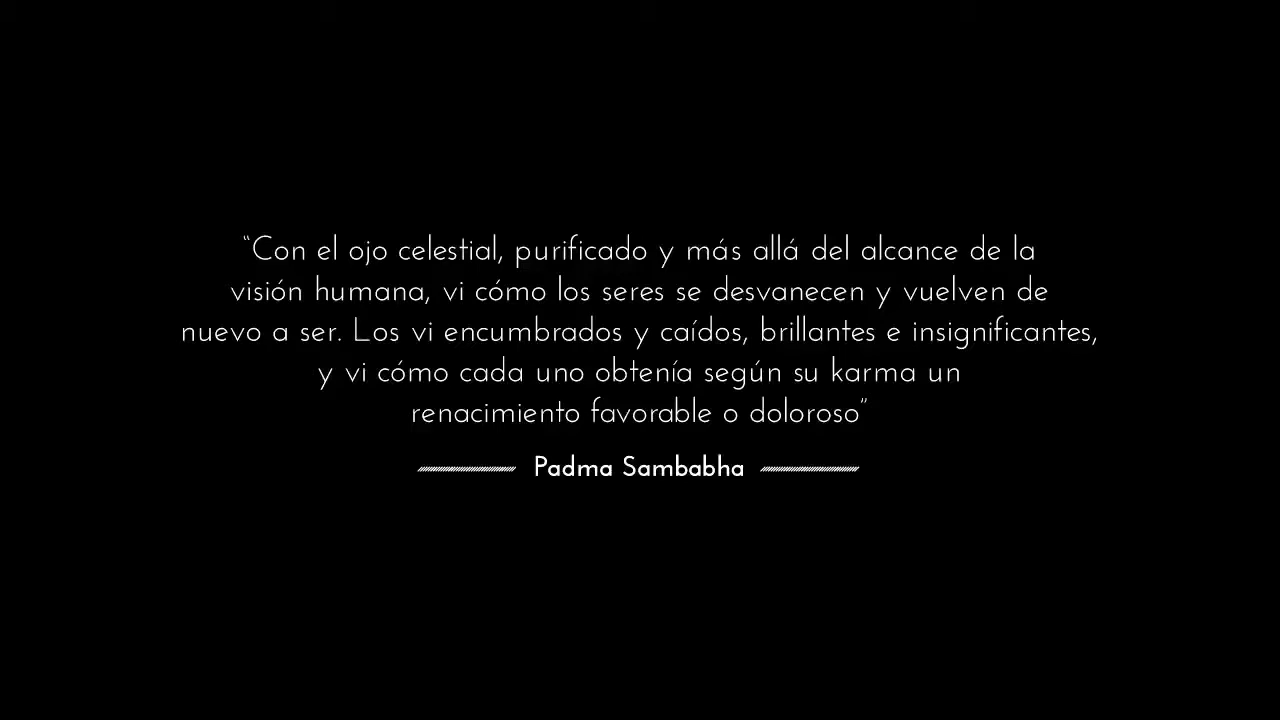 “Con el ojo celestial, purificado y más allá del alcance de la
visión humana, vi cómo los seres se desvanecen y vuelven de
nuevo a ser. Los vi encumbrados y caídos, brillantes e insignificantes,
y vi cómo cada uno obtenía según su karma un
renacimiento favorable o doloroso”
Padma Sambabha